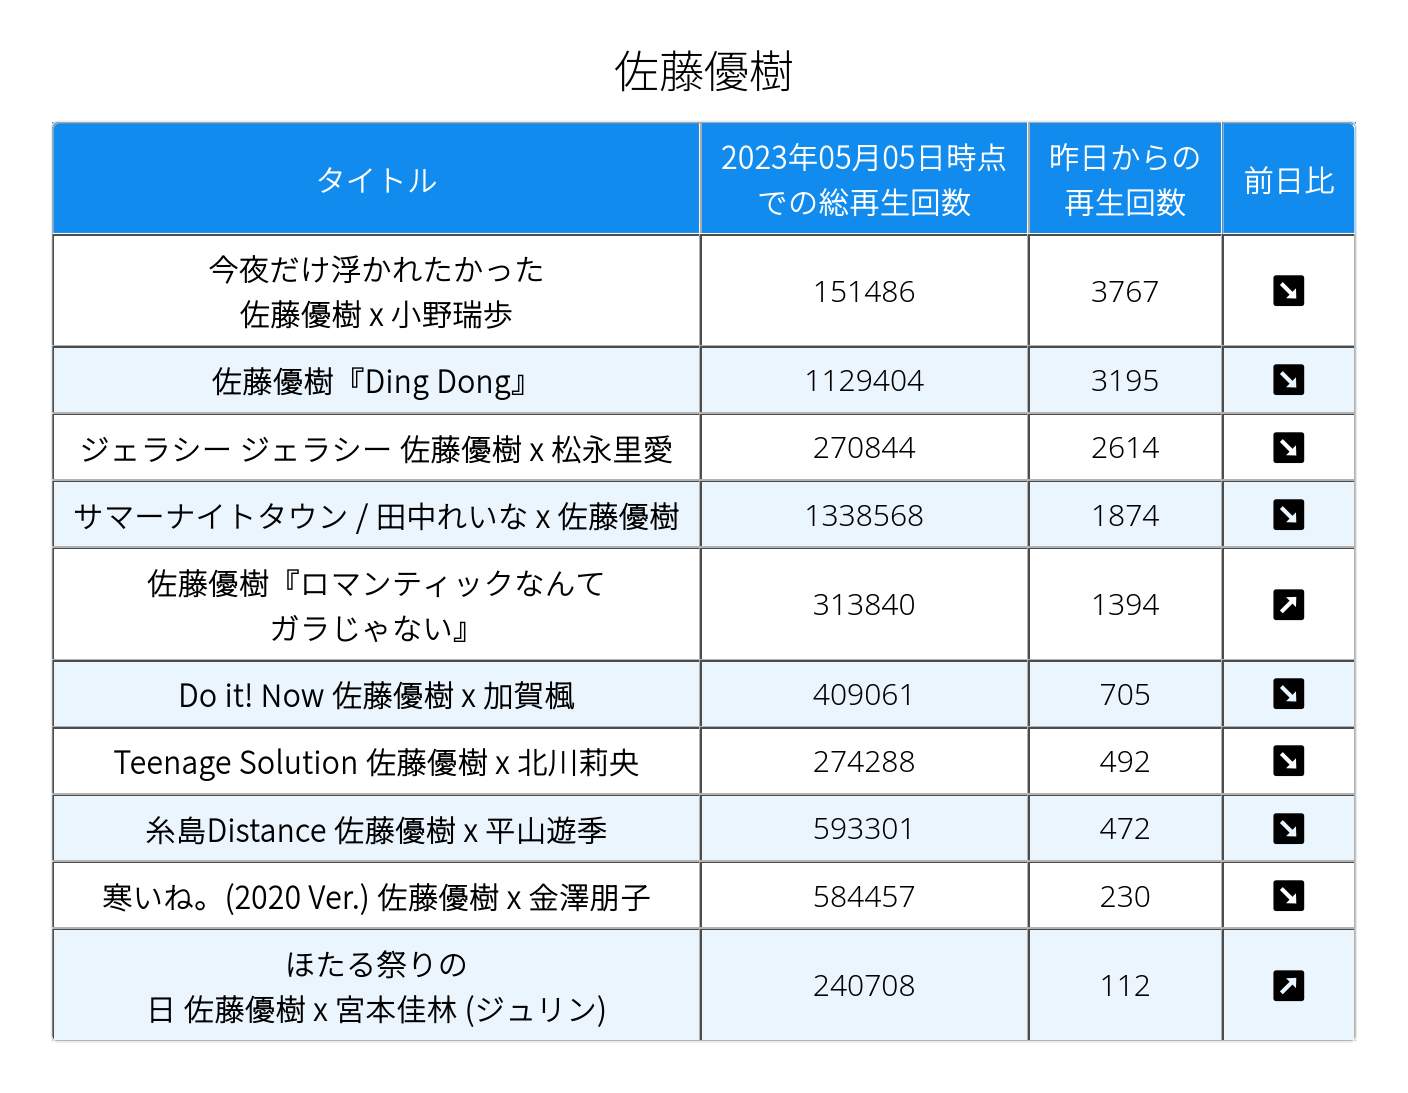 佐藤優樹
タイトル
2023年05月05日時点
での総再生回数
昨日からの
再生回数
前日比
今夜だけ浮かれたかった
佐藤優樹 x 小野瑞歩
151486
3767
佐藤優樹『Ding Dong』
1129404
3195
ジェラシー ジェラシー 佐藤優樹 x 松永里愛
270844
2614
サマーナイトタウン / 田中れいな x 佐藤優樹
1338568
1874
佐藤優樹『ロマンティックなんて
ガラじゃない』
313840
1394
Do it! Now 佐藤優樹 x 加賀楓
409061
705
Teenage Solution 佐藤優樹 x 北川莉央
274288
492
糸島Distance 佐藤優樹 x 平山遊季
593301
472
寒いね。(2020 Ver.) 佐藤優樹 x 金澤朋子
584457
230
ほたる祭りの
日 佐藤優樹 x 宮本佳林 (ジュリン)
240708
112